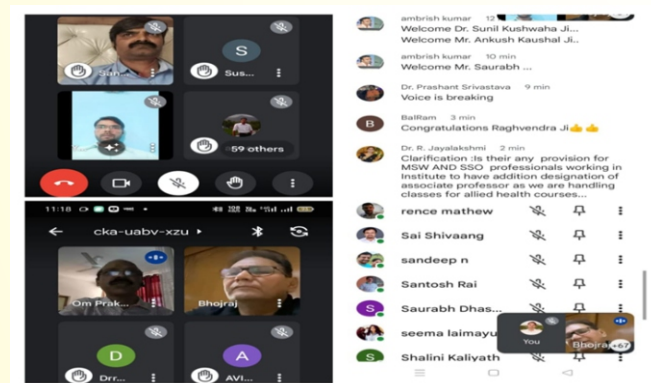 San...
S
Sus...
59 others
11:18
cka-uabv-xzu
Om Prak...
Bhojraj
D
Drr...
A
AVI...
ambrish kumar 12
Welcome Dr. Sunil Kushwaha Ji...
Welcome Mr. Ankush Kaushal Ji..
ambrish kumar 10 min
Welcome Mr. Saurabh ...
Dr. Prashant Srivastava 9 min
Voice is breaking
B
BalRam 3 min
Congratulations Raghvendra Ji👍👍
Dr. R. Jayalakshmi 2 min
Clarification :Is their any provision for
MSW AND SSO professionals working in
Institute to have addition designation of
associate professor as we are handling
classes for allied health courses...
rence mathew
Sai Shivaang
sandeep n
Santosh Rai
S
Saurabh Dhas...
seema laimayu
You
Bhojra
+67
S
Shalini Kaliyath